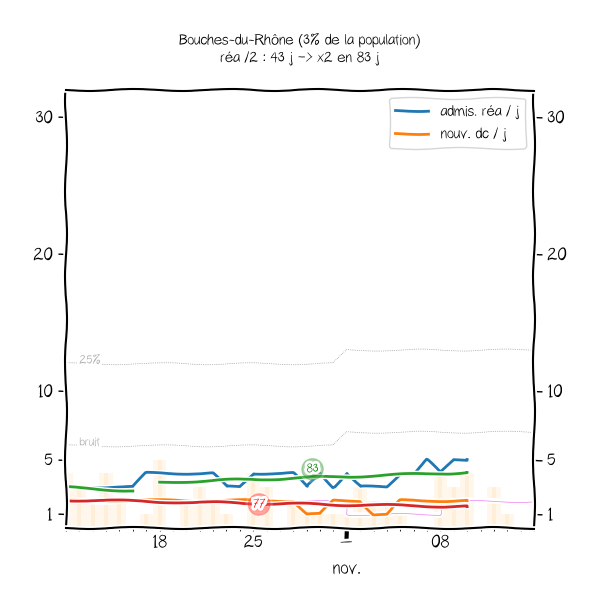 Bouches-du-Rhône (3% de la population)
réa /2 : 43 j -> x2 en 83 j
admis. réa / j
nouv. dc / j
30
30
20
20
25%
10
10
bruit
5
5
83
77
1
1
18
25
1
08
nov.